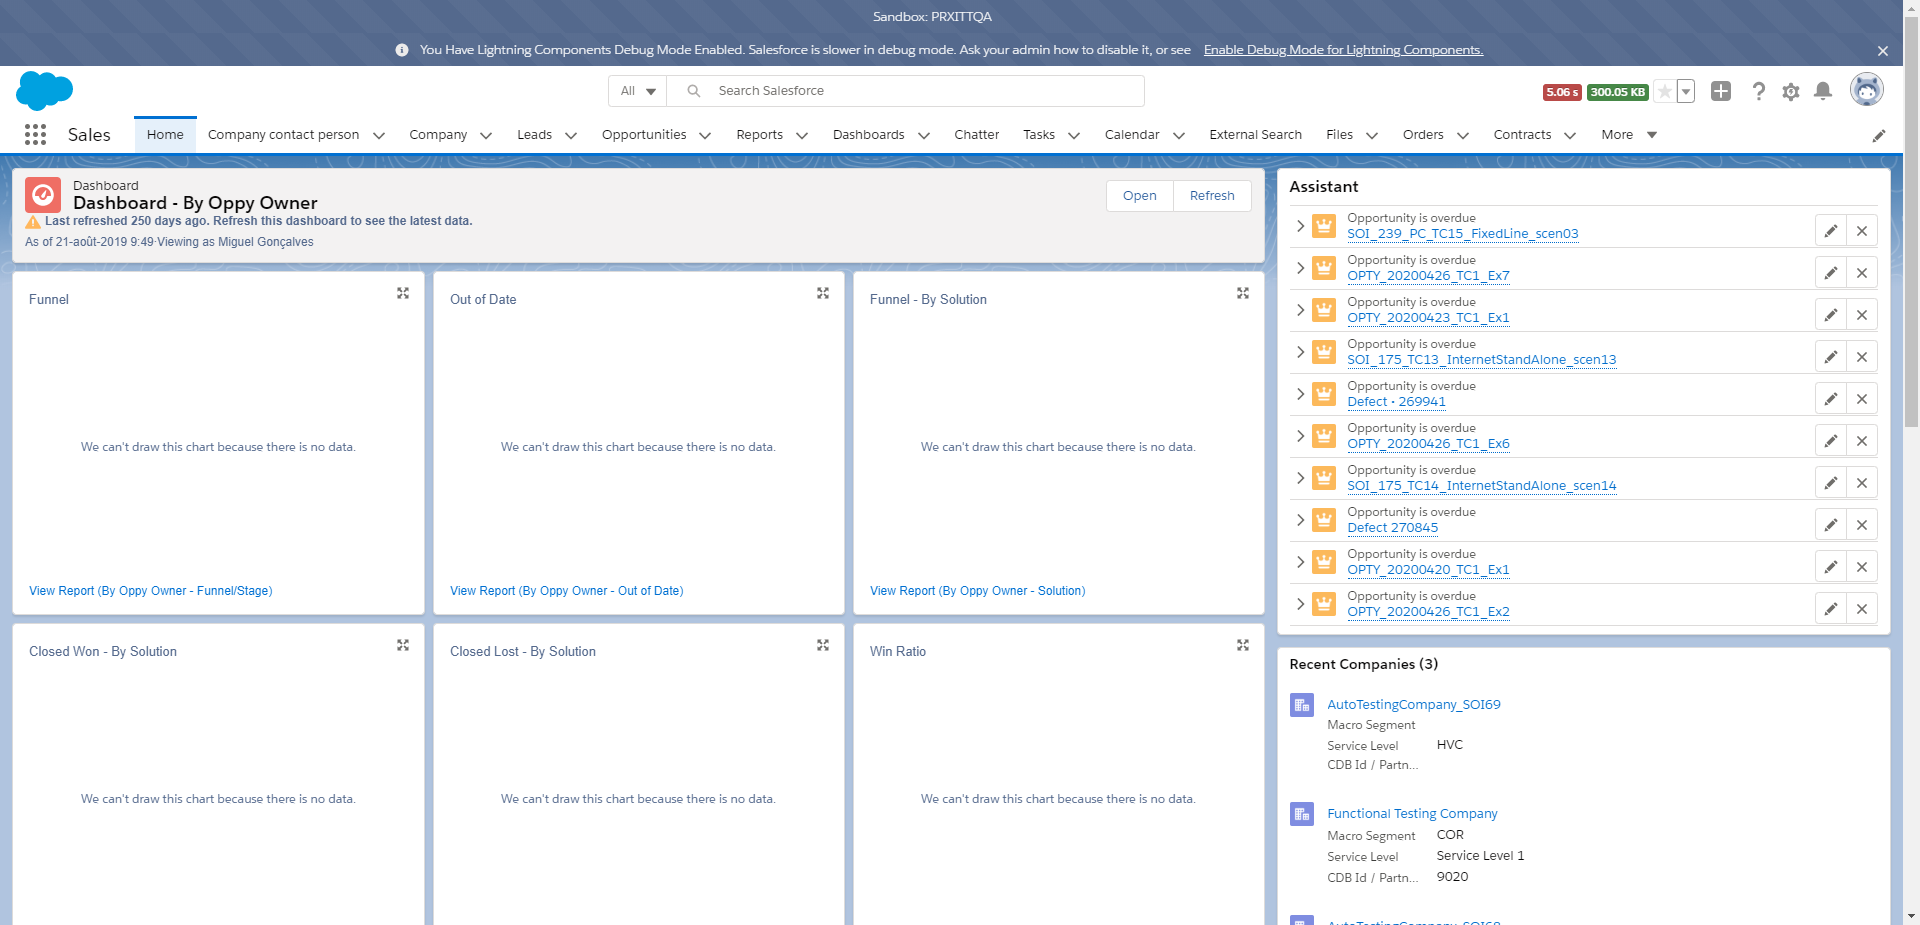 Sandbox: PRXITTQA
You Have Lightning Components Debug Mode Enabled. Salesforce is slower in debug mode. Ask your admin how to disable it, or see Enable Debug Mode for Lightning Components.
All
Search Salesforce
5.06 s
300.05 KB
Sales
Home
Company contact person
Company
Leads
Opportunities
Reports
Dashboards
Chatter
Tasks
Calendar
External Search
Files
Orders
Contracts
More
Dashboard
Dashboard - By Oppy Owner
Last refreshed 250 days ago. Refresh this dashboard to see the latest data.
As of 21-août-2019 9:49·Viewing as Miguel Gonçalves
Open
Refresh
Funnel
We can't draw this chart because there is no data.
View Report (By Oppy Owner - Funnel/Stage)
Out of Date
We can't draw this chart because there is no data.
View Report (By Oppy Owner - Out of Date)
Funnel - By Solution
We can't draw this chart because there is no data.
View Report (By Oppy Owner - Solution)
Closed Won - By Solution
We can't draw this chart because there is no data.
Closed Lost - By Solution
We can't draw this chart because there is no data.
Win Ratio
We can't draw this chart because there is no data.
Assistant
Opportunity is overdue
SOI_239_PC_TC15_FixedLine_scen03
Opportunity is overdue
OPTY_20200426_TC1_Ex7
Opportunity is overdue
OPTY_20200423_TC1_Ex1
Opportunity is overdue
SOI_175_TC13_InternetStandAlone_scen13
Opportunity is overdue
Defect • 269941
Opportunity is overdue
OPTY_20200426_TC1_Ex6
Opportunity is overdue
SOI_175_TC14_InternetStandAlone_scen14
Opportunity is overdue
Defect 270845
Opportunity is overdue
OPTY_20200420_TC1_Ex1
Opportunity is overdue
OPTY_20200426_TC1_Ex2
Recent Companies (3)
AutoTestingCompany_SOI69
Macro Segment
Service Level HVC
CDB Id / Partn...
Functional Testing Company
Macro Segment COR
Service Level Service Level 1
CDB Id / Partn... 9020